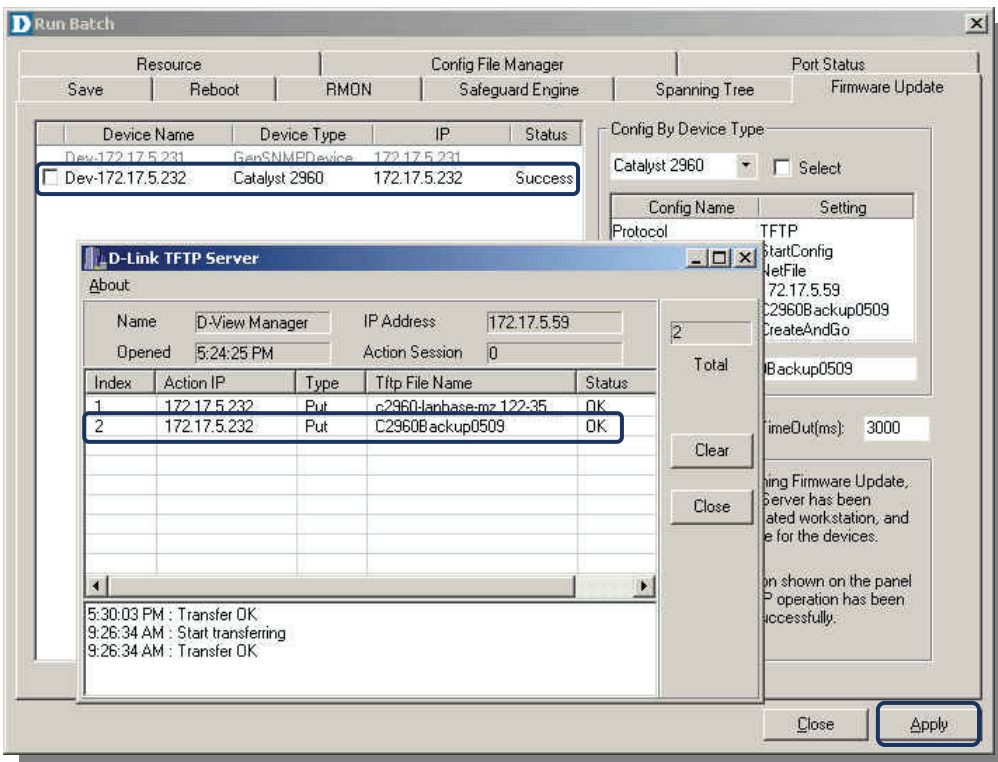 D Run Batch
Resource Config File Manager Port Status
Save Reboot RMON Safeguard Engine Spanning Tree Firmware Update
Device Name Device Type IP Status
Dev-172.17.5.231 GenSNMPDevice 172.17.5.231
Dev-172.17.5.232 Catalyst 2960 172.17.5.232 Success
Config By Device Type
Catalyst 2960 Select
Config Name Setting
Protocol TFTP
StartConfig
NetFile
72.17.5.59
C2960Backup0509
CreateAndGo
Backup0509
TimeOut(ms): 3000
ning Firmware Update,
Server has been
ated workstation, and
e for the devices.
on shown on the panel
P operation has been
uccessfully.
D-Link TFTP Server
About
Name D-View Manager IP Address 172.17.5.59
Opened 5:24:25 PM Action Session 0
2
Total
Index Action IP Type Tftp File Name Status
1 172.17.5.232 Put c2960-lanbase-mz.122-35 OK
2 172.17.5.232 Put C2960Backup0509 OK
Clear
Close
5:30:03 PM : Transfer OK
9:26:34 AM : Start transferring
9:26:34 AM : Transfer OK
Close Apply